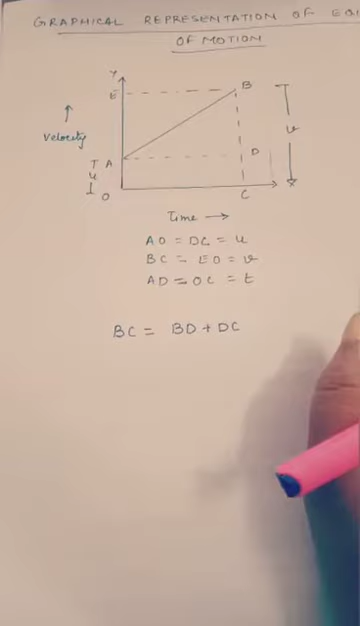 GRAPHICAL REPRESENTATION OF
OF MOTION
Y
E
B
↑
Velocity
v
T A
D
u
O
C
X
Time →
AO = DC = u
BC = EO = v
AD = OC = t
BC = BD + DC